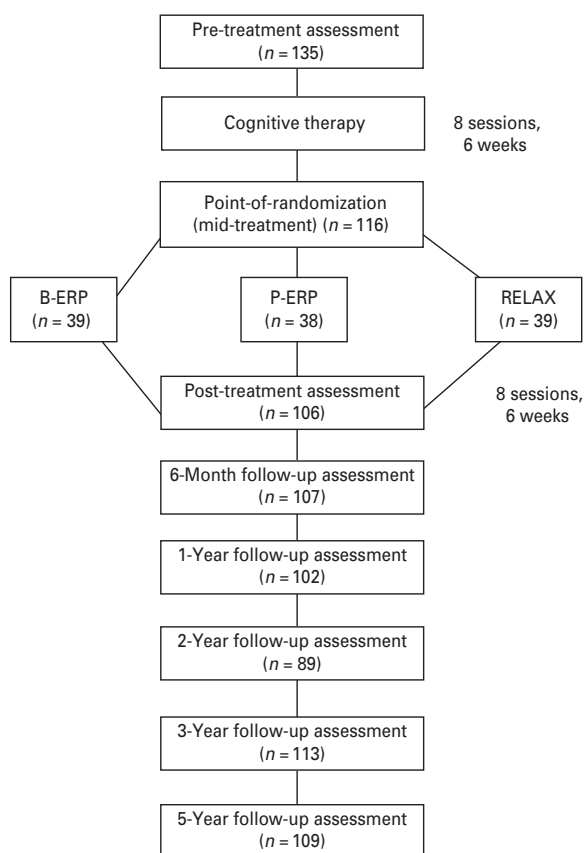 Pre-treatment assessment
(n = 135)
Cognitive therapy
8 sessions,
6 weeks
Point-of-randomization
(mid-treatment) (n = 116)
B-ERP
(n = 39)
P-ERP
(n = 38)
RELAX
(n = 39)
Post-treatment assessment
(n = 106)
8 sessions,
6 weeks
6-Month follow-up assessment
(n = 107)
1-Year follow-up assessment
(n = 102)
2-Year follow-up assessment
(n = 89)
3-Year follow-up assessment
(n = 113)
5-Year follow-up assessment
(n = 109)